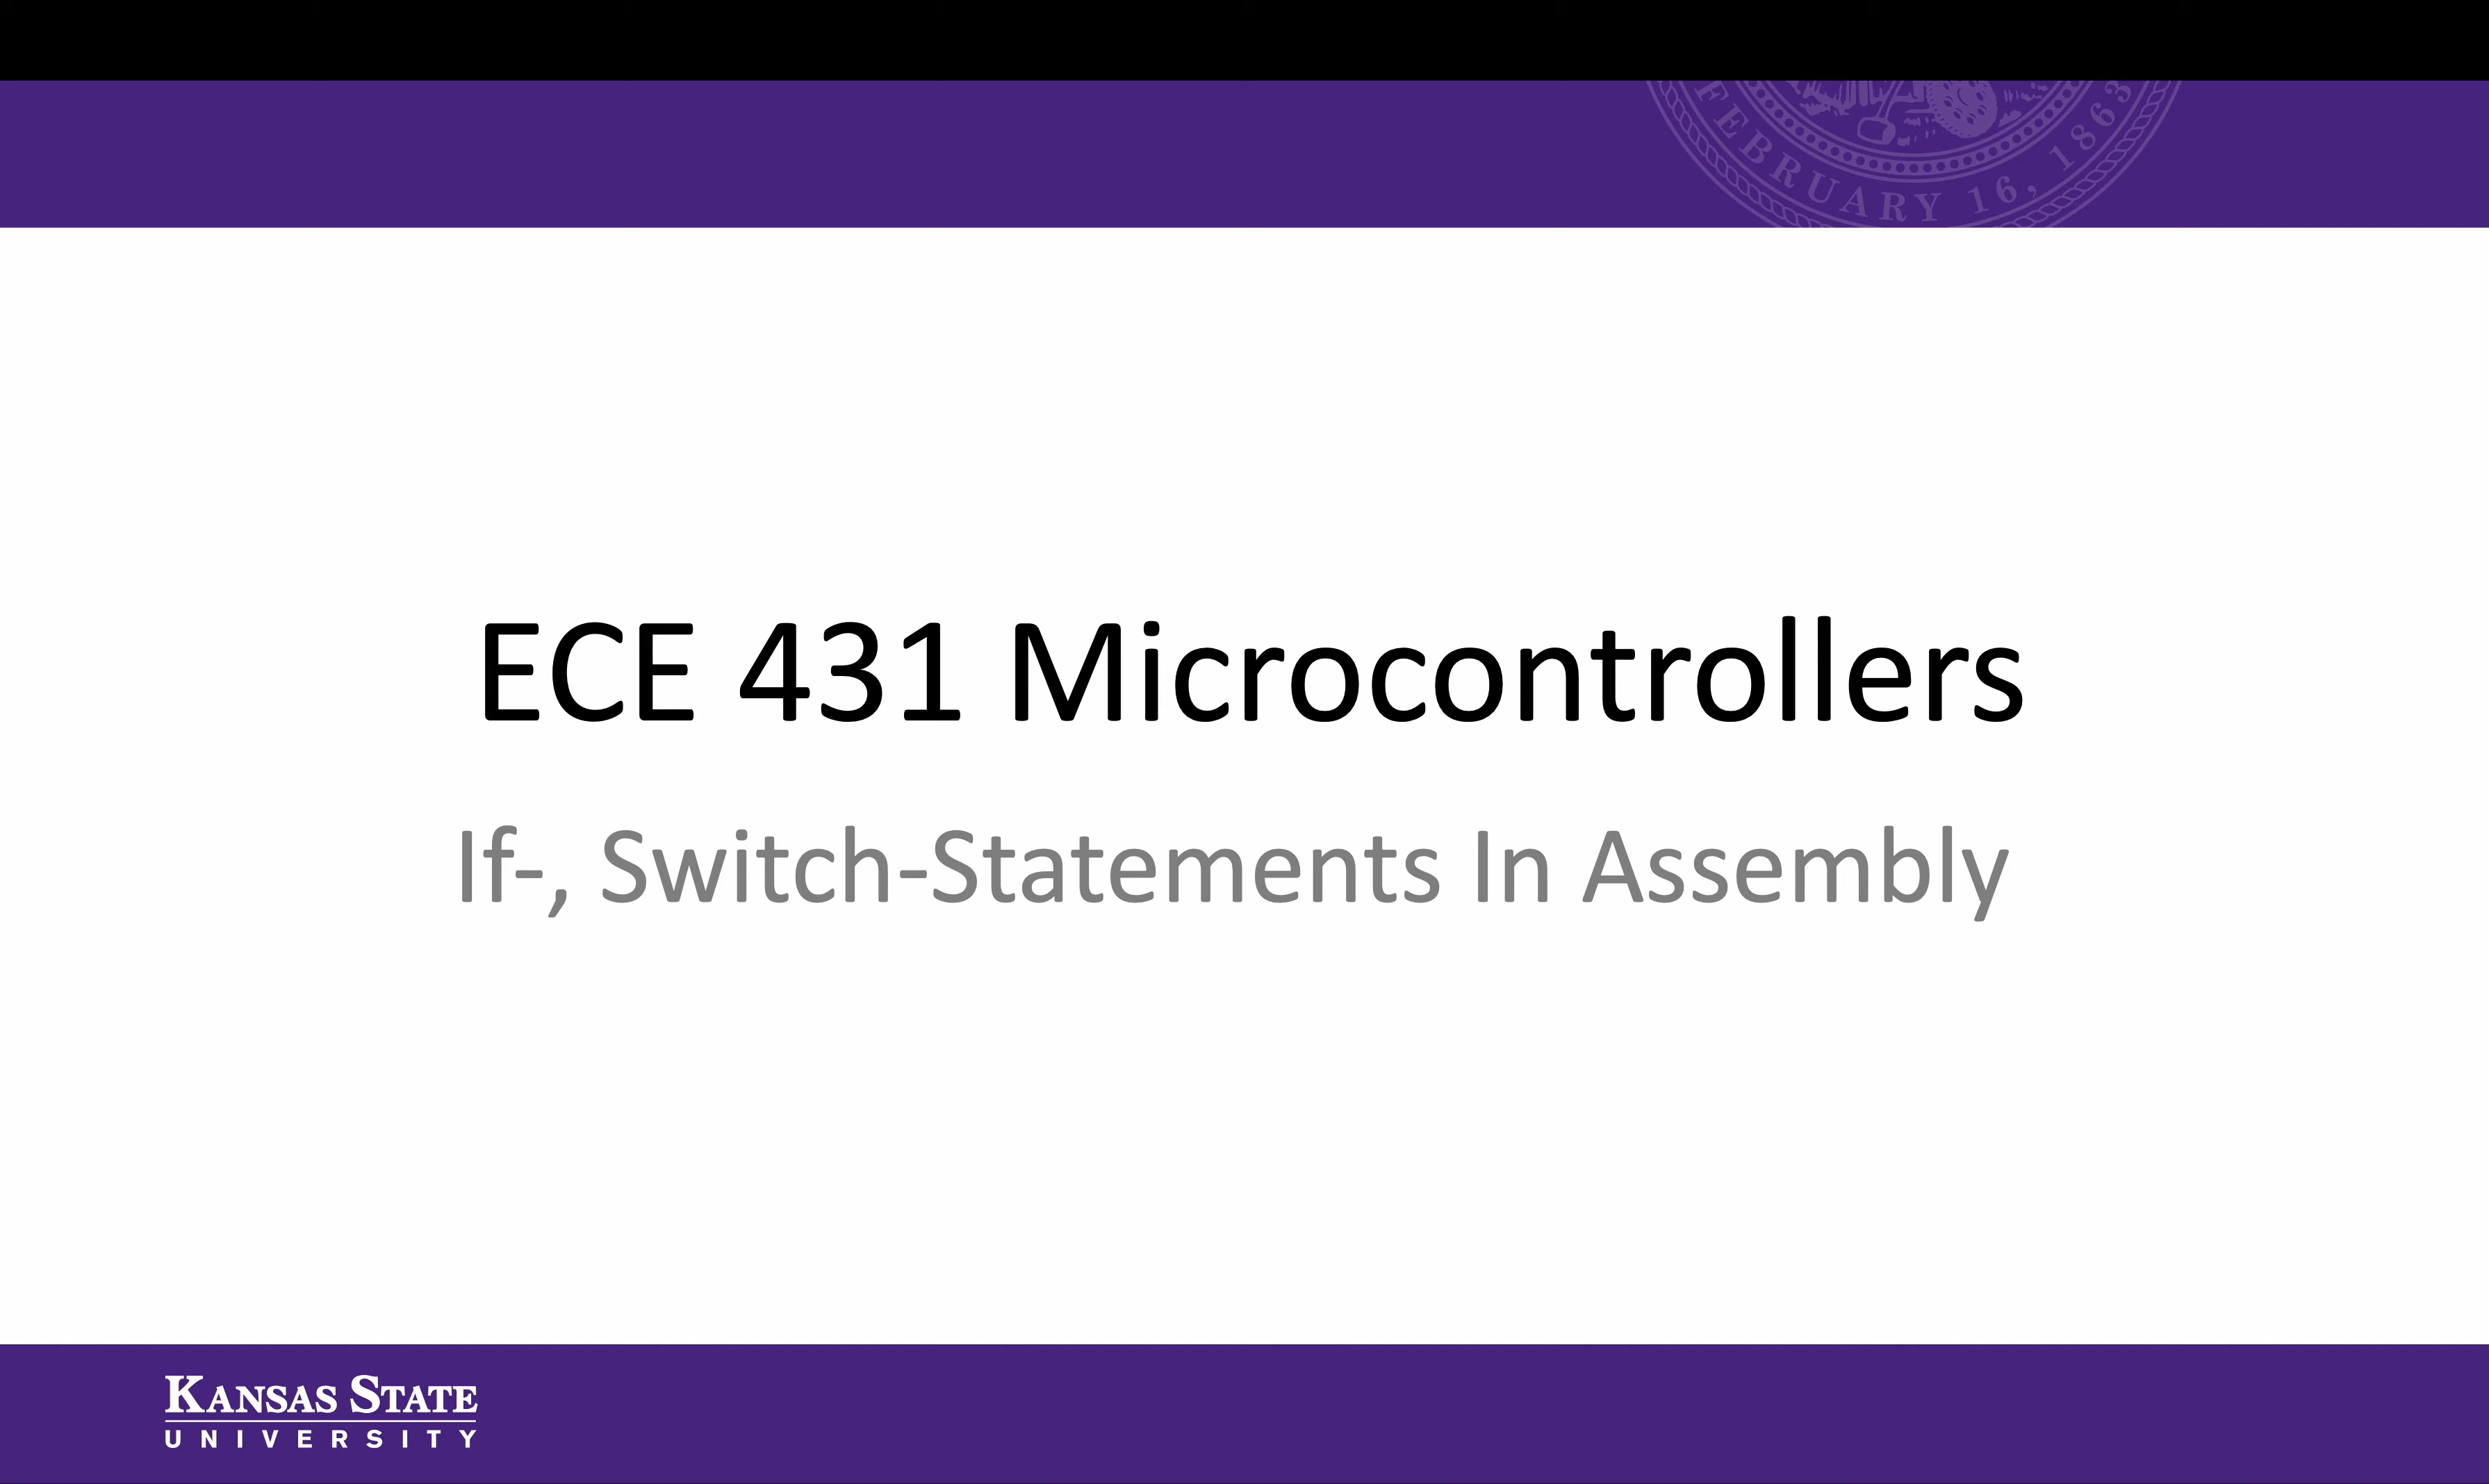 FEBRUARY 16, 1863
ECE 431 Microcontrollers
If-, Switch-Statements In Assembly
KANSAS STATE
UNIVERSITY